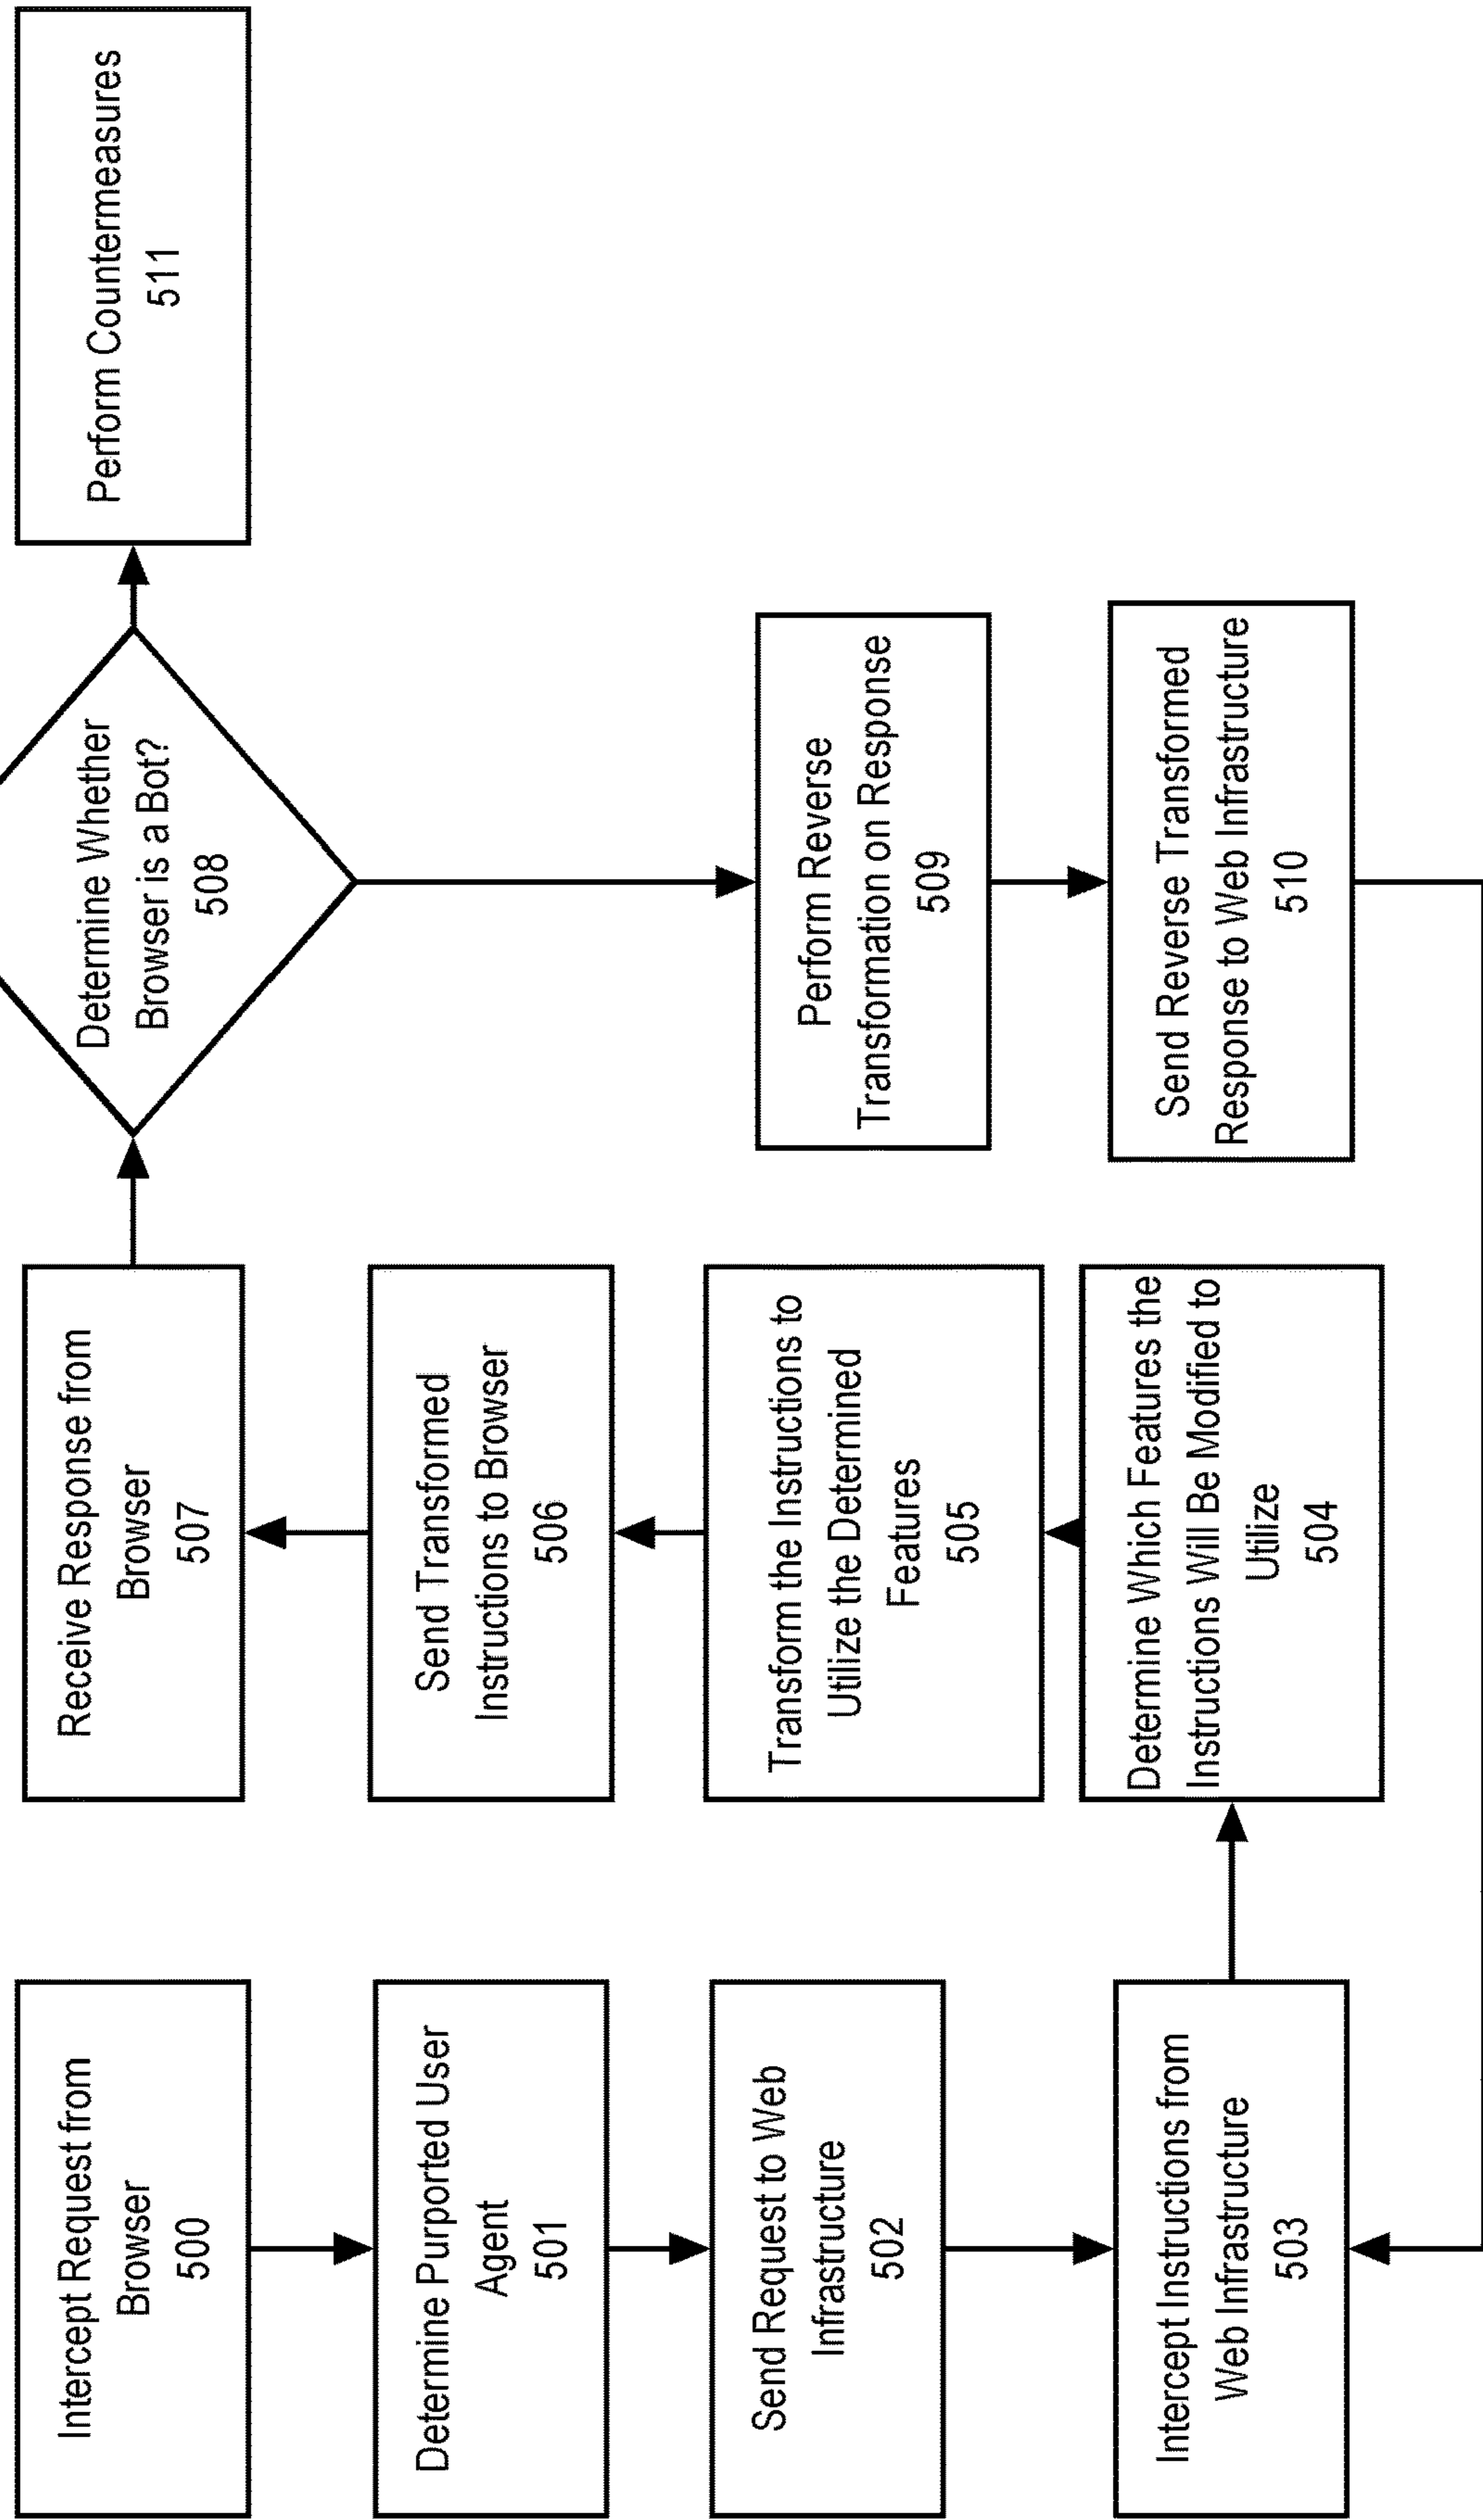 Intercept Request from
Browser
500
Determine Purported User
Agent
501
Send Request to Web
Infrastructure
502
Intercept Instructions from
Web Infrastructure
503
Determine Which Features the
Instructions Will Be Modified to
Utilize
504
Transform the Instructions to
Utilize the Determined
Features
505
Send Transformed
Instructions to Browser
506
Receive Response from
Browser
507
Determine Whether
Browser is a Bot?
508
Perform Reverse
Transformation on Response
509
Send Reverse Transformed
Response to Web Infrastructure
510
Perform Countermeasures
511